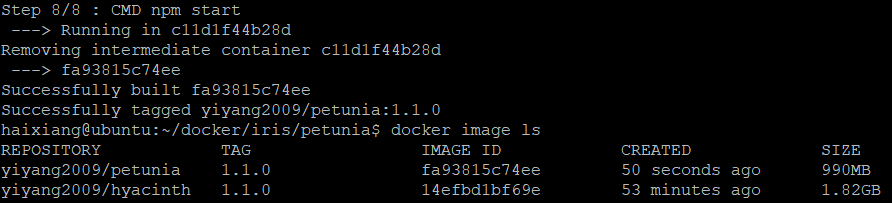 Step 8/8 : CMD npm start
 ---> Running in c11d1f44b28d
Removing intermediate container c11d1f44b28d
 ---> fa93815c74ee
Successfully built fa93815c74ee
Successfully tagged yiyang2009/petunia:1.1.0
haixiang@ubuntu:~/docker/iris/petunia$ docker image ls
REPOSITORY TAG IMAGE ID CREATED SIZE
yiyang2009/petunia 1.1.0 fa93815c74ee 50 seconds ago 990MB
yiyang2009/hyacinth 1.1.0 14efbd1bf69e 53 minutes ago 1.82GB